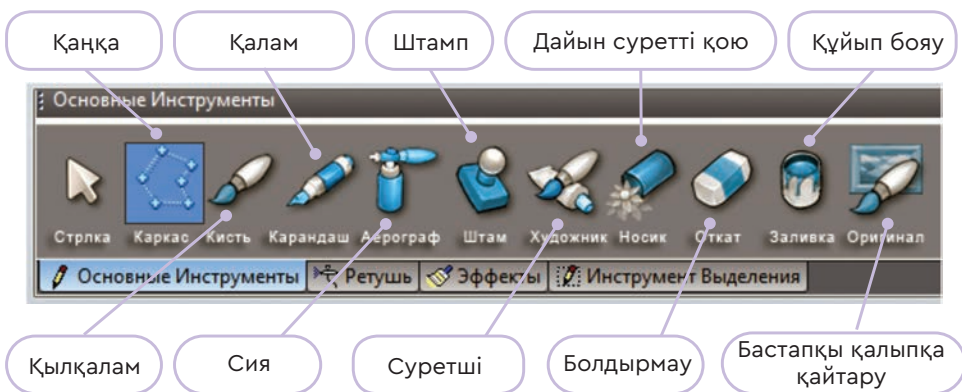 Қаңқа
Қалам
Штамп
Дайын суретті қою
Құйып бояу
Основные Инструменты
Стрлка Каркас Кисть Карандаш Аерограф Штам Художник Носик Откат Заливка Оригинал
Основные Инструменты Ретушь Эффекты Инструмент Выделения
Қылқалам
Сия
Суретші
Болдырмау
Бастапқы қалыпқа
қайтару